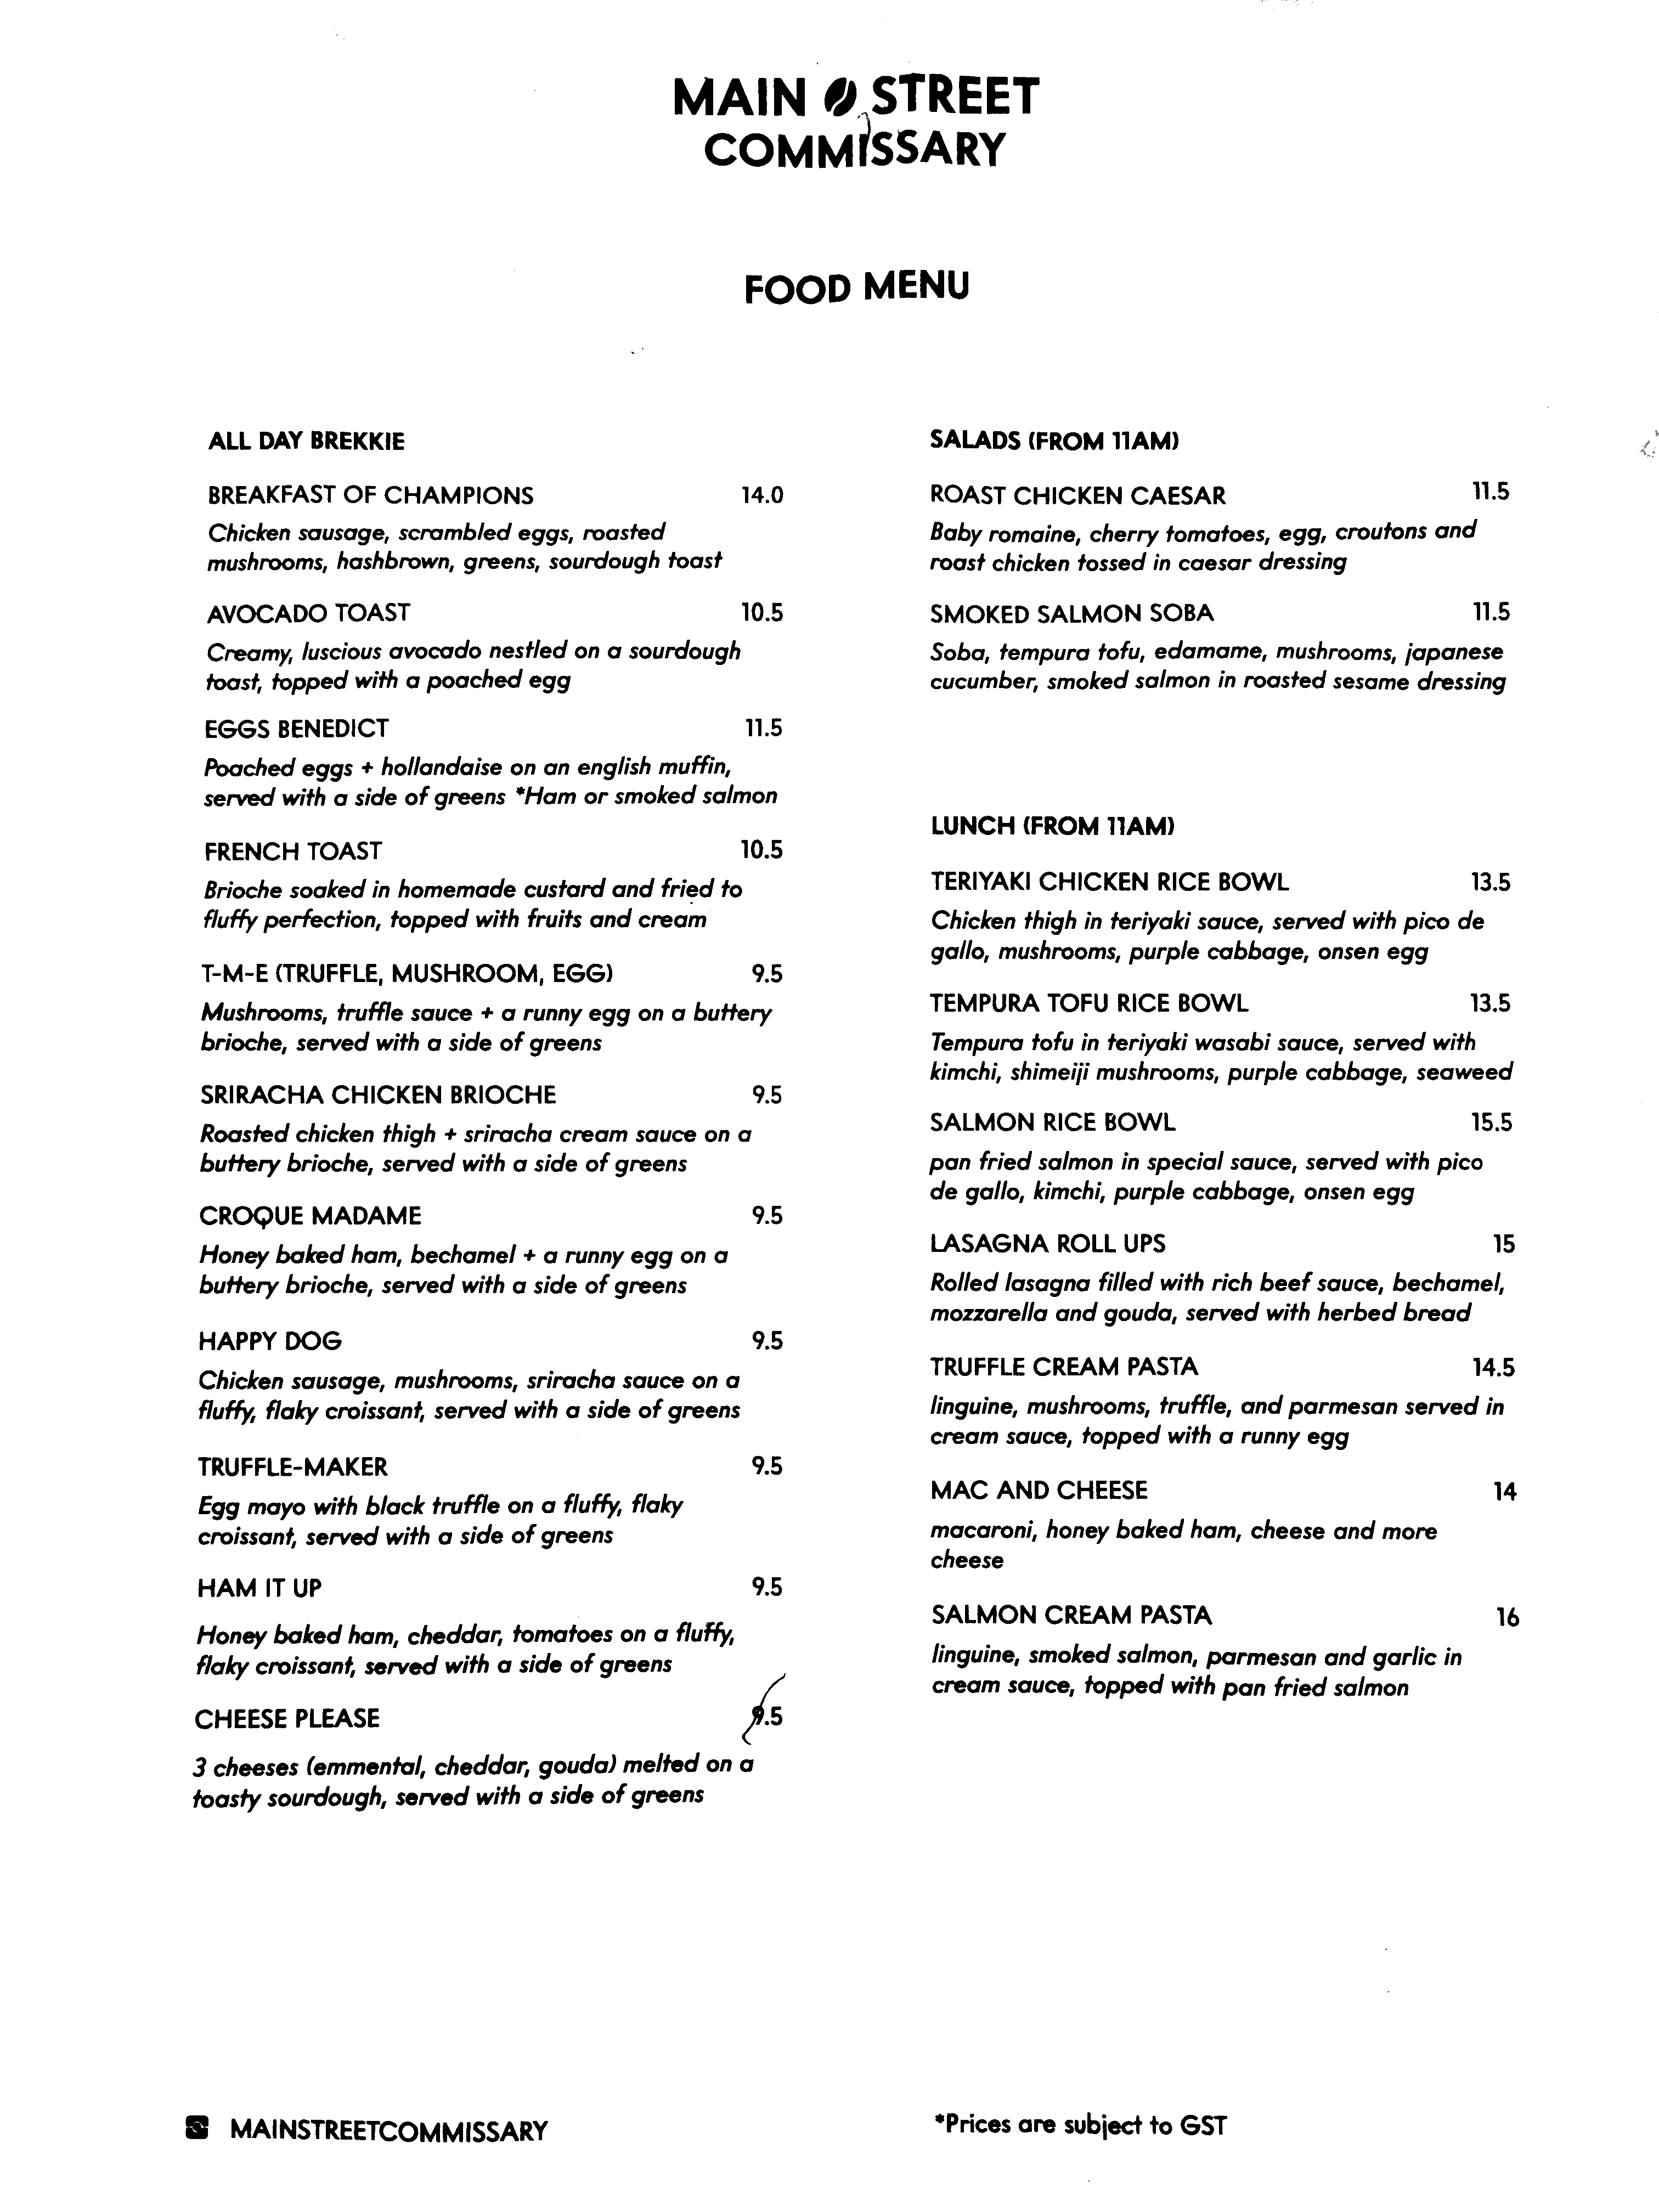 MAIN STREET
COMMISSARY
FOOD MENU
ALL DAY BREKKIE
BREAKFAST OF CHAMPIONS 14.0
Chicken sausage, scrambled eggs, roasted
mushrooms, hashbrown, greens, sourdough toast
AVOCADO TOAST 10.5
Creamy, luscious avocado nestled on a sourdough
toast, topped with a poached egg
EGGS BENEDICT 11.5
Poached eggs + hollandaise on an english muffin,
served with a side of greens *Ham or smoked salmon
FRENCH TOAST 10.5
Brioche soaked in homemade custard and fried to
fluffy perfection, topped with fruits and cream
T-M-E (TRUFFLE, MUSHROOM, EGG) 9.5
Mushrooms, truffle sauce + a runny egg on a buttery
brioche, served with a side of greens
SRIRACHA CHICKEN BRIOCHE 9.5
Roasted chicken thigh + sriracha cream sauce on a
buttery brioche, served with a side of greens
CROQUE MADAME 9.5
Honey baked ham, bechamel + a runny egg on a
buttery brioche, served with a side of greens
HAPPY DOG 9.5
Chicken sausage, mushrooms, sriracha sauce on a
fluffy, flaky croissant, served with a side of greens
TRUFFLE-MAKER 9.5
Egg mayo with black truffle on a fluffy, flaky
croissant, served with a side of greens
HAM IT UP 9.5
Honey baked ham, cheddar, tomatoes on a fluffy,
flaky croissant, served with a side of greens
CHEESE PLEASE 9.5
3 cheeses (emmental, cheddar, gouda) melted on a
toasty sourdough, served with a side of greens
SALADS (FROM 11AM)
ROAST CHICKEN CAESAR 11.5
Baby romaine, cherry tomatoes, egg, croutons and
roast chicken tossed in caesar dressing
SMOKED SALMON SOBA 11.5
Soba, tempura tofu, edamame, mushrooms, japanese
cucumber, smoked salmon in roasted sesame dressing
LUNCH (FROM 11AM)
TERIYAKI CHICKEN RICE BOWL 13.5
Chicken thigh in teriyaki sauce, served with pico de
gallo, mushrooms, purple cabbage, onsen egg
TEMPURA TOFU RICE BOWL 13.5
Tempura tofu in teriyaki wasabi sauce, served with
kimchi, shimeiji mushrooms, purple cabbage, seaweed
SALMON RICE BOWL 15.5
pan fried salmon in special sauce, served with pico
de gallo, kimchi, purple cabbage, onsen egg
LASAGNA ROLL UPS 15
Rolled lasagna filled with rich beef sauce, bechamel,
mozzarella and gouda, served with herbed bread
TRUFFLE CREAM PASTA 14.5
linguine, mushrooms, truffle, and parmesan served in
cream sauce, topped with a runny egg
MAC AND CHEESE 14
macaroni, honey baked ham, cheese and more
cheese
SALMON CREAM PASTA 16
linguine, smoked salmon, parmesan and garlic in
cream sauce, topped with pan fried salmon
MAINSTREETCOMMISSARY
*Prices are subject to GST